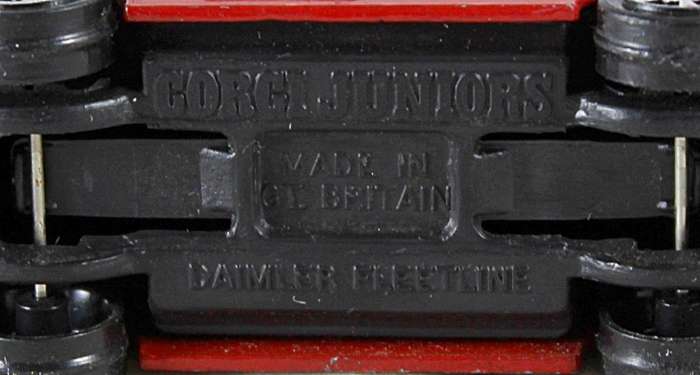 CORGI JUNIORS
MADE IN
GT. BRITAIN
DAIMLER FLEETLINE